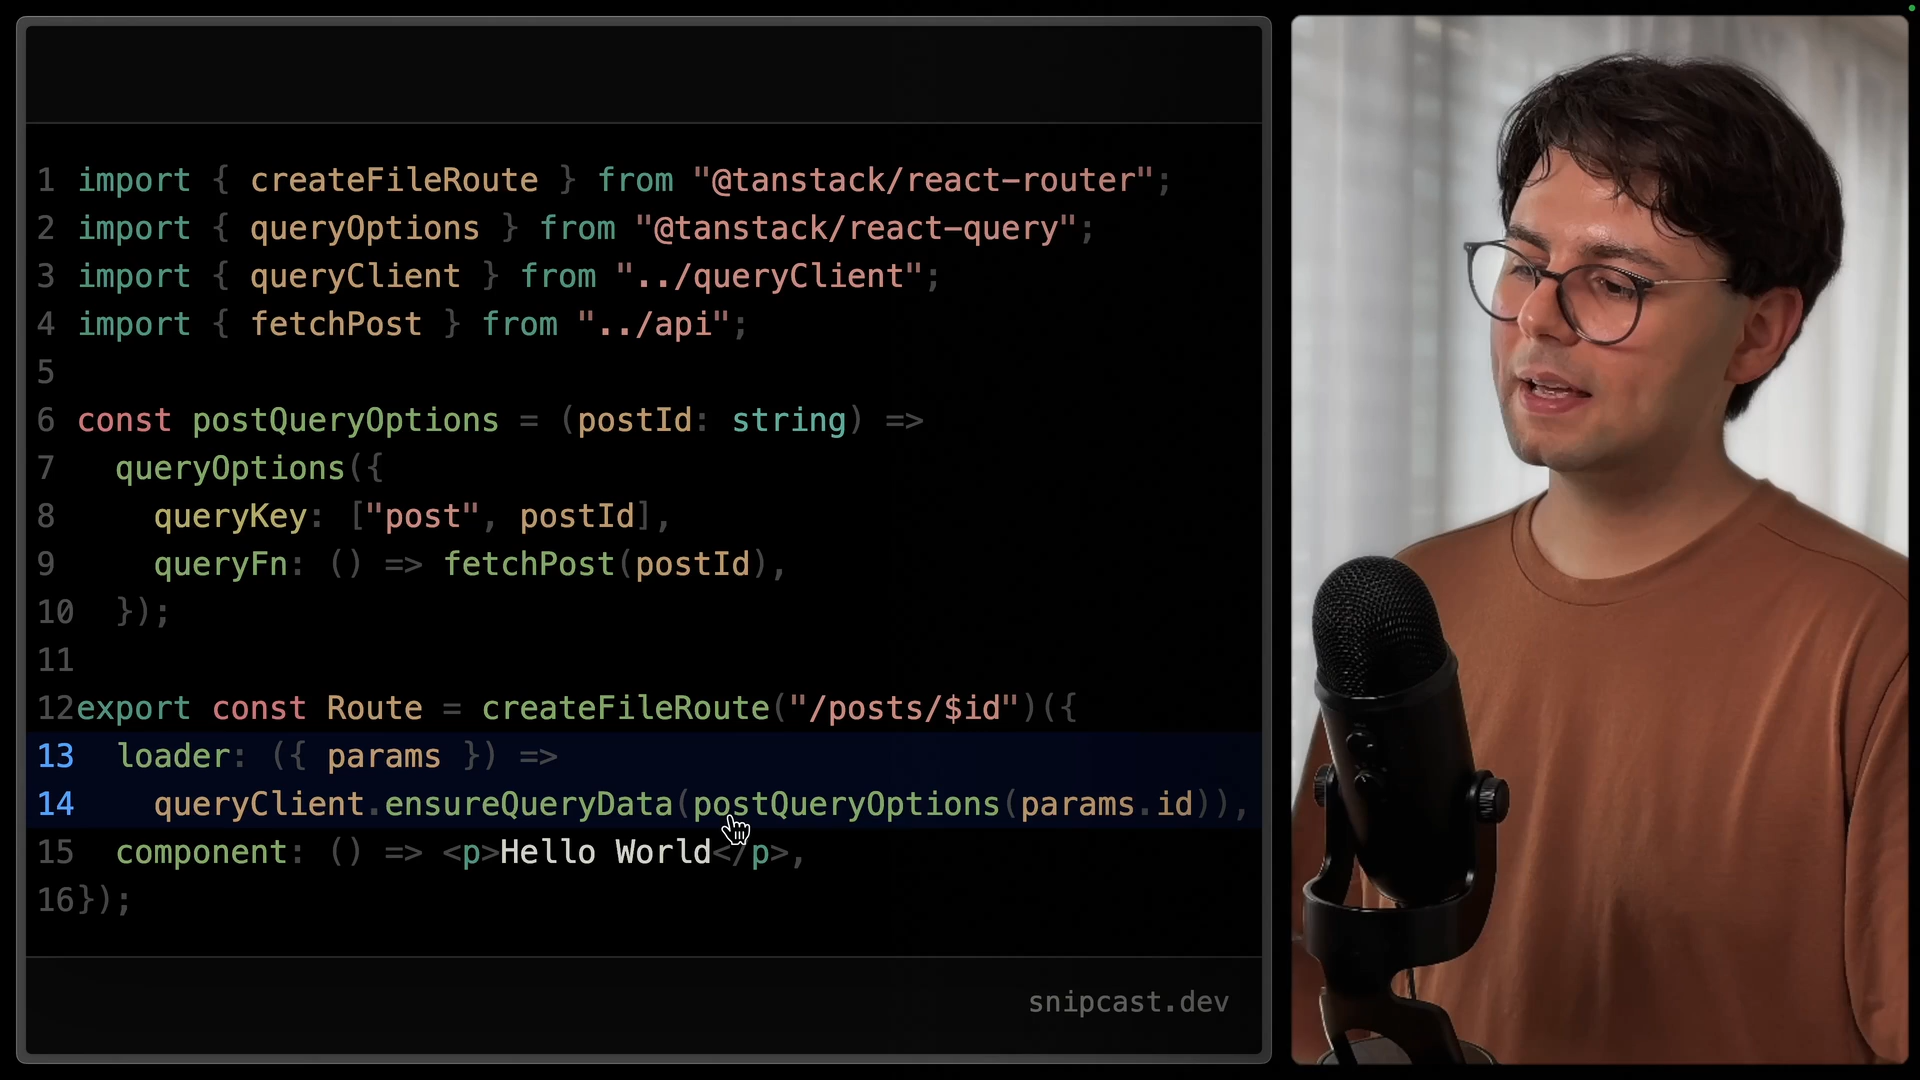 1 import { createFileRoute } from "@tanstack/react-router";
2 import { queryOptions } from "@tanstack/react-query";
3 import { queryClient } from "../queryClient";
4 import { fetchPost } from "../api";
5
6 const postQueryOptions = (postId: string) =>
7   queryOptions({
8     queryKey: ["post", postId],
9     queryFn: () => fetchPost(postId),
10   });
11
12 export const Route = createFileRoute("/posts/$id")({
13   loader: ({ params }) =>
14     queryClient.ensureQueryData(postQueryOptions(params.id)),
15   component: () => <p>Hello World</p>,
16 });
snipcast.dev